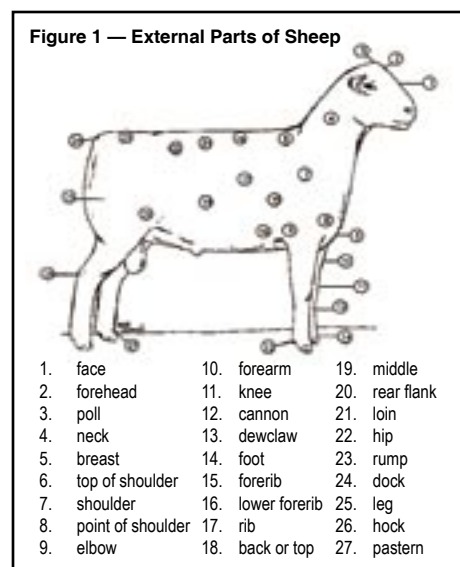 Figure 1 — External Parts of Sheep
1. face
2. forehead
3. poll
4. neck
5. breast
6. top of shoulder
7. shoulder
8. point of shoulder
9. elbow
10. forearm
11. knee
12. cannon
13. dewclaw
14. foot
15. forerib
16. lower forerib
17. rib
18. back or top
19. middle
20. rear flank
21. loin
22. hip
23. rump
24. dock
25. leg
26. hock
27. pastern